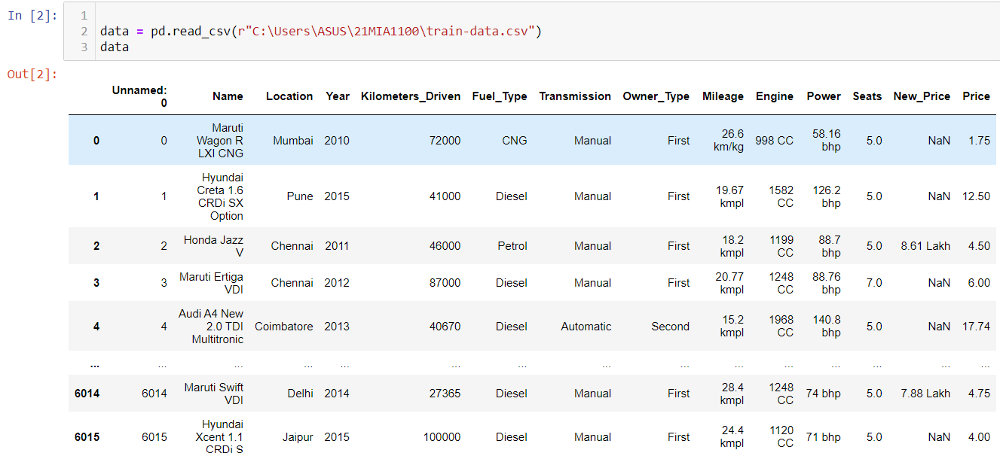 In [2]:
1
2 data = pd.read_csv(r"C:\Users\ASUS\21MIA1100\train-data.csv")
3 data
Out[2]:
Unnamed: 0 Name Location Year Kilometers_Driven Fuel_Type Transmission Owner_Type Mileage Engine Power Seats New_Price Price
0 0 Maruti Wagon R LXI CNG Mumbai 2010 72000 CNG Manual First 26.6 km/kg 998 CC 58.16 bhp 5.0 NaN 1.75
1 1 Hyundai Creta 1.6 CRDi SX Option Pune 2015 41000 Diesel Manual First 19.67 kmpl 1582 CC 126.2 bhp 5.0 NaN 12.50
2 2 Honda Jazz V Chennai 2011 46000 Petrol Manual First 18.2 kmpl 1199 CC 88.7 bhp 5.0 8.61 Lakh 4.50
3 3 Maruti Ertiga VDI Chennai 2012 87000 Diesel Manual First 20.77 kmpl 1248 CC 88.76 bhp 7.0 NaN 6.00
4 4 Audi A4 New 2.0 TDI Multitronic Coimbatore 2013 40670 Diesel Automatic Second 15.2 kmpl 1968 CC 140.8 bhp 5.0 NaN 17.74
... ... ... ... ... ... ... ... ... ... ... ... ... ... ...
6014 6014 Maruti Swift VDI Delhi 2014 27365 Diesel Manual First 28.4 kmpl 1248 CC 74 bhp 5.0 7.88 Lakh 4.75
6015 6015 Hyundai Xcent 1.1 CRDi S Jaipur 2015 100000 Diesel Manual First 24.4 kmpl 1120 CC 71 bhp 5.0 NaN 4.00